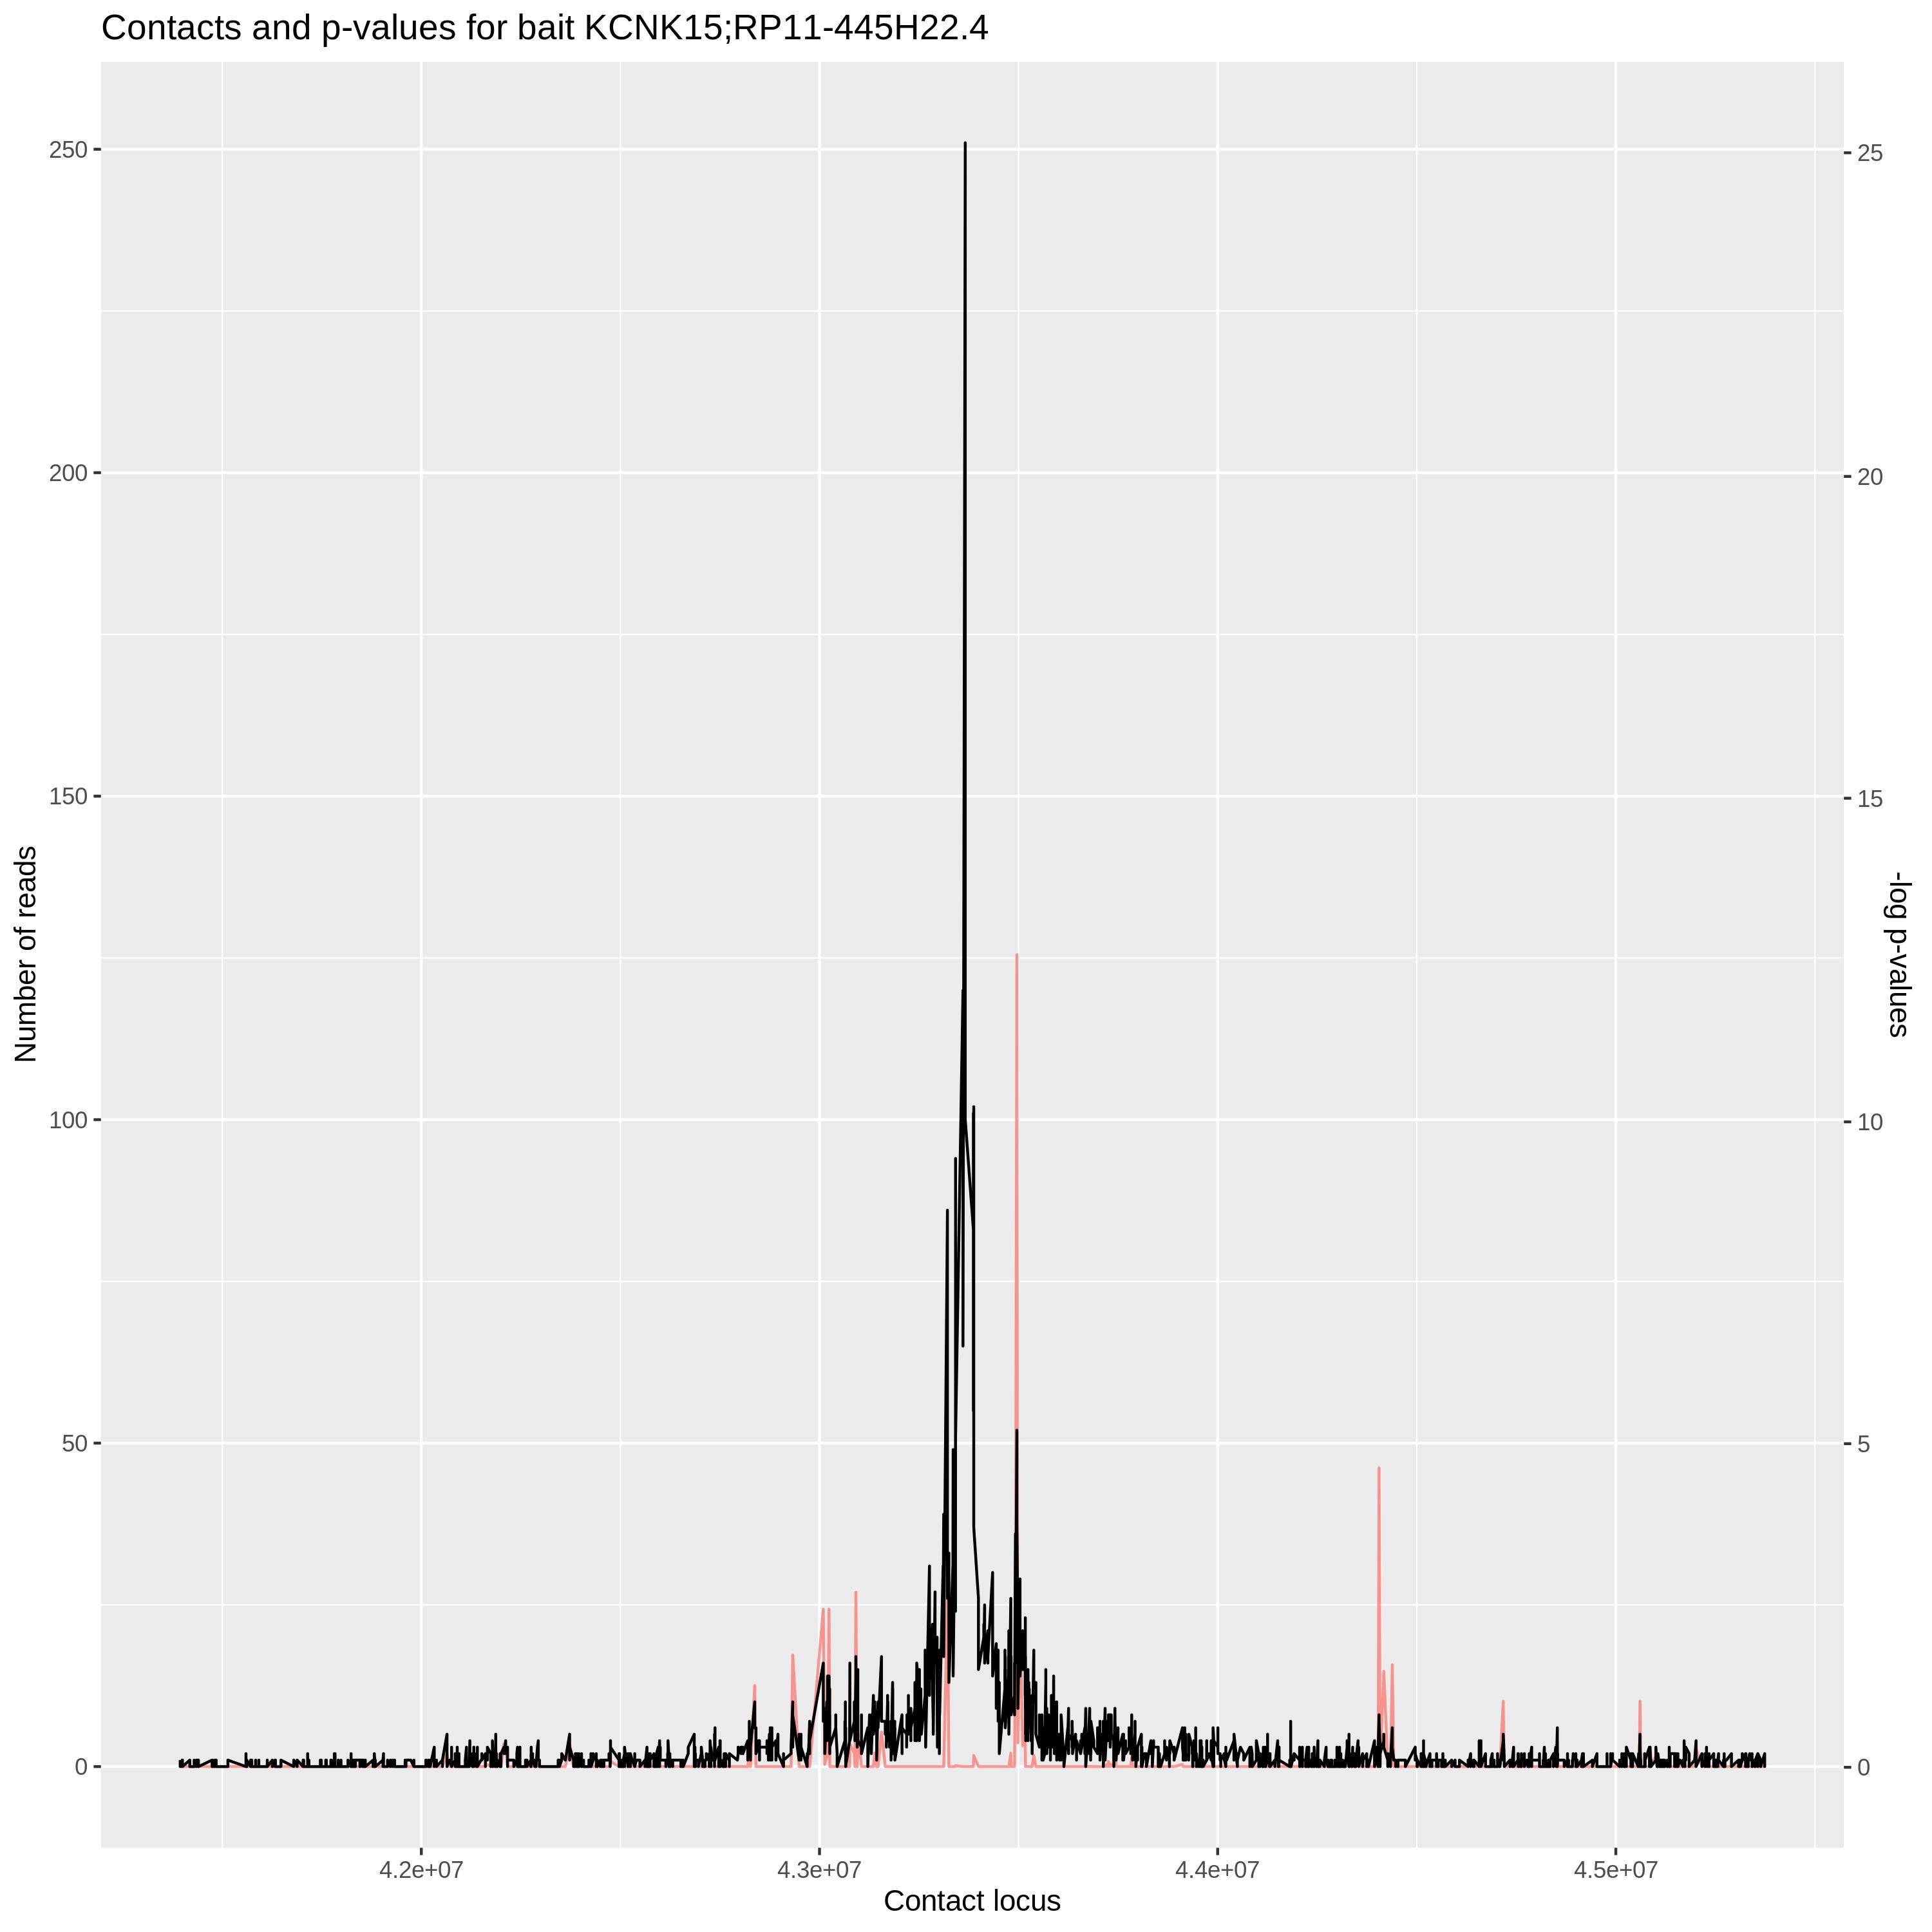 Contacts and p-values for bait KCNK15;RP11-445H22.4
250
200
150
100
50
0
25
20
15
10
5
0
Number of reads
-log p-values
4.2e+07
4.3e+07
4.4e+07
4.5e+07
Contact locus